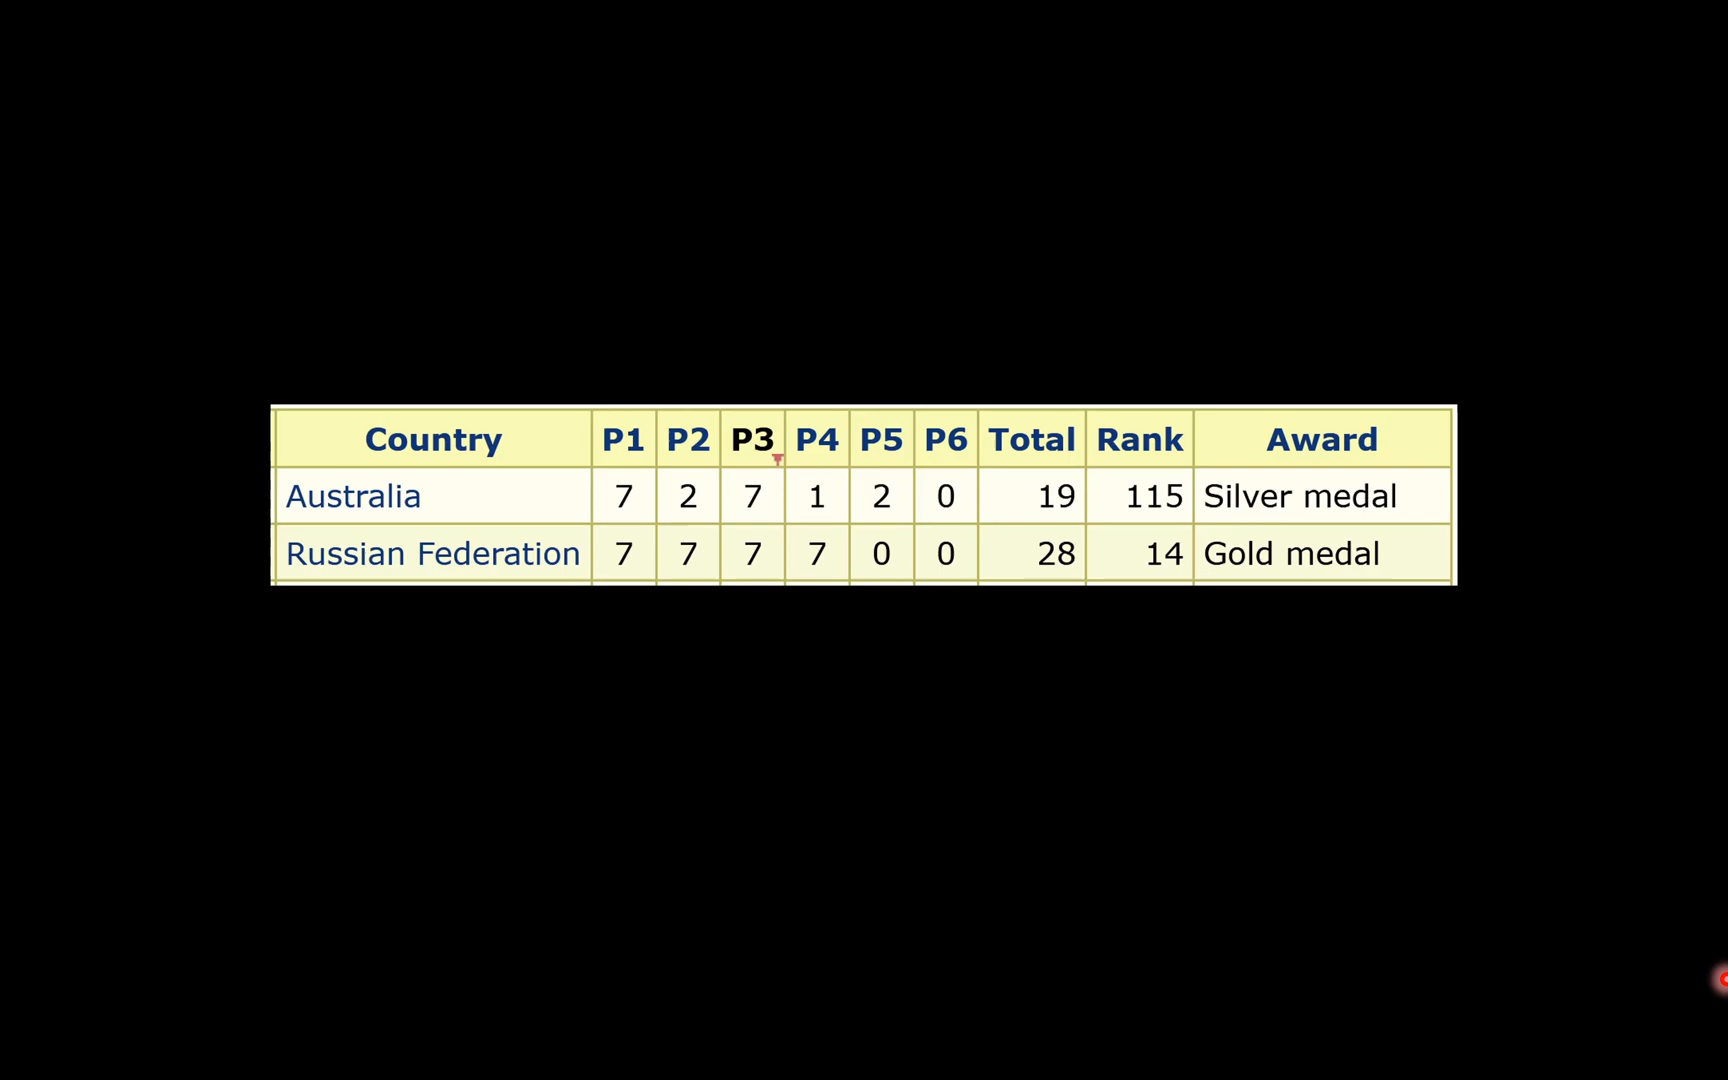 Country P1 P2 P3 P4 P5 P6 Total Rank Award
Australia 7 2 7 1 2 0 19 115 Silver medal
Russian Federation 7 7 7 7 0 0 28 14 Gold medal